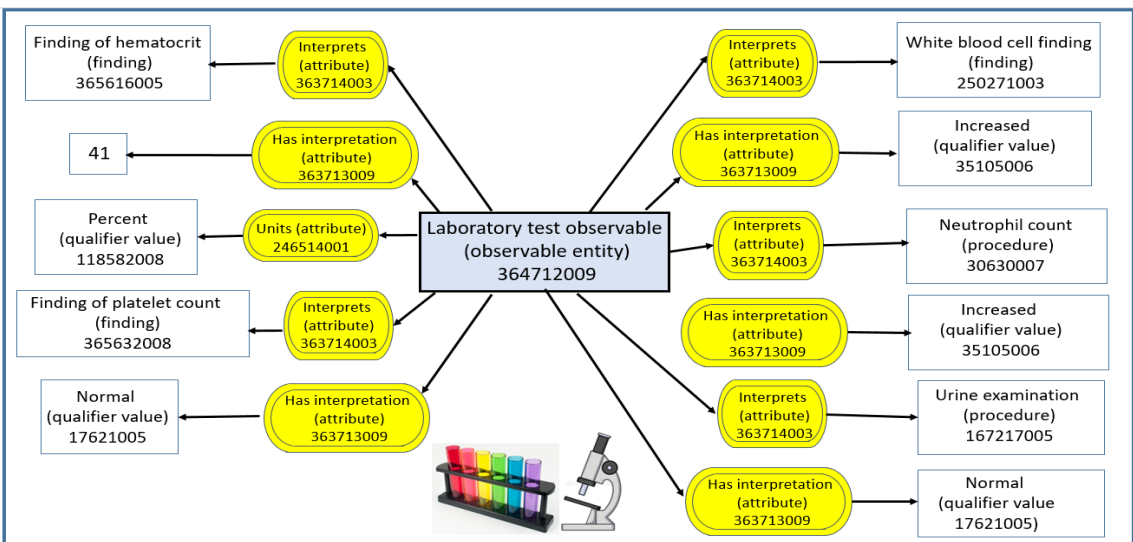 Finding of hematocrit
(finding)
365616005
Interprets
(attribute)
363714003
41
Has interpretation
(attribute)
363713009
Percent
(qualifier value)
118582008
Units (attribute)
246514001
Finding of platelet count
(finding)
365632008
Interprets
(attribute)
363714003
Normal
(qualifier value)
17621005
Has interpretation
(attribute)
363713009
Laboratory test observable
(observable entity)
364712009
Interprets
(attribute)
363714003
White blood cell finding
(finding)
250271003
Has interpretation
(attribute)
363713009
Increased
(qualifier value)
35105006
Interprets
(attribute)
363714003
Neutrophil count
(procedure)
30630007
Has interpretation
(attribute)
363713009
Increased
(qualifier value)
35105006
Interprets
(attribute)
363714003
Urine examination
(procedure)
167217005
Has interpretation
(attribute)
363713009
Normal
(qualifier value
17621005)